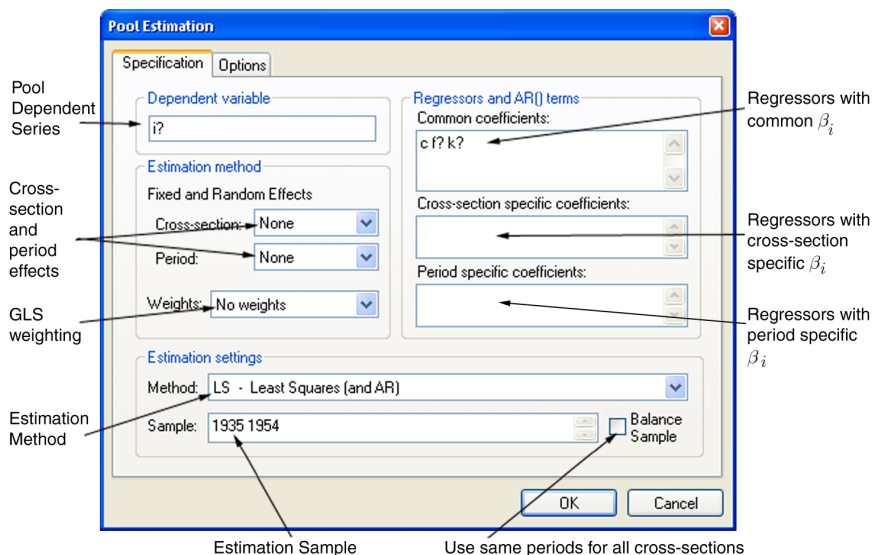 Pool Estimation
Specification
Options
Pool
Dependent
Series
Dependent variable
i?
Regressors and AR() terms
Common coefficients:
c f? k?
Regressors with
common βi
Estimation method
Fixed and Random Effects
Cross-section: None
Period: None
Weights: No weights
Cross-
section
and
period
effects
GLS
weighting
Cross-section specific coefficients:
Regressors with
cross-section
specific βi
Period specific coefficients:
Regressors with
period specific
βi
Estimation settings
Method: LS - Least Squares (and AR)
Sample: 1935 1954
Balance
Sample
Estimation
Method
OK
Cancel
Estimation Sample
Use same periods for all cross-sections